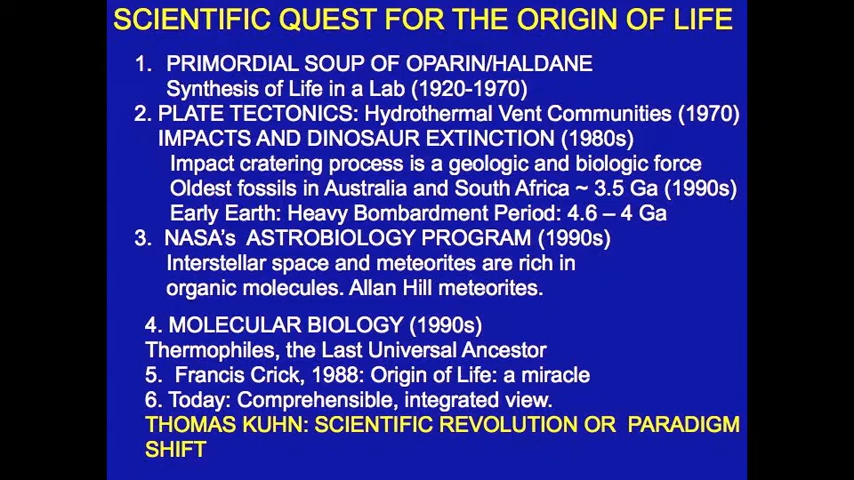 SCIENTIFIC QUEST FOR THE ORIGIN OF LIFE
1. PRIMORDIAL SOUP OF OPARIN/HALDANE
Synthesis of Life in a Lab (1920-1970)
2. PLATE TECTONICS: Hydrothermal Vent Communities (1970)
IMPACTS AND DINOSAUR EXTINCTION (1980s)
Impact cratering process is a geologic and biologic force
Oldest fossils in Australia and South Africa ~ 3.5 Ga (1990s)
Early Earth: Heavy Bombardment Period: 4.6 – 4 Ga
3. NASA's ASTROBIOLOGY PROGRAM (1990s)
Interstellar space and meteorites are rich in
organic molecules. Allan Hill meteorites.
4. MOLECULAR BIOLOGY (1990s)
Thermophiles, the Last Universal Ancestor
5. Francis Crick, 1988: Origin of Life: a miracle
6. Today: Comprehensible, integrated view.
THOMAS KUHN: SCIENTIFIC REVOLUTION OR PARADIGM
SHIFT